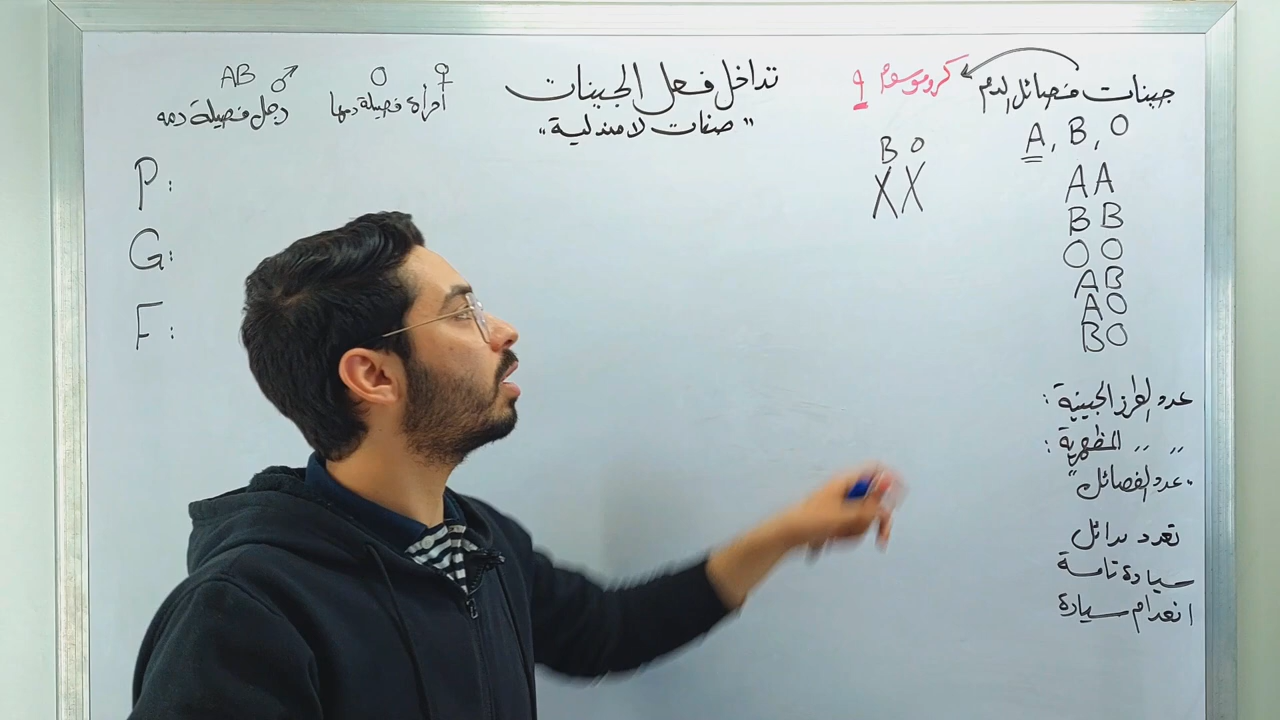 جينات فصائل الدم
كروموسوم 9
A, B, O
AA
BB
OO
AB
AO
BO
عدد الطرز الجينية :
〃 〃 المظهرية :
"عدد الفصائل"
تعدد بدائل
سيادة تامة
انعدام سيادة
B O
X X
تداخل فعل الجينات
"صفات لامندلية"
O ♀
امرأة فصيلة دمها
AB ♂
رجل فصيلة دمه
P:
G:
F: